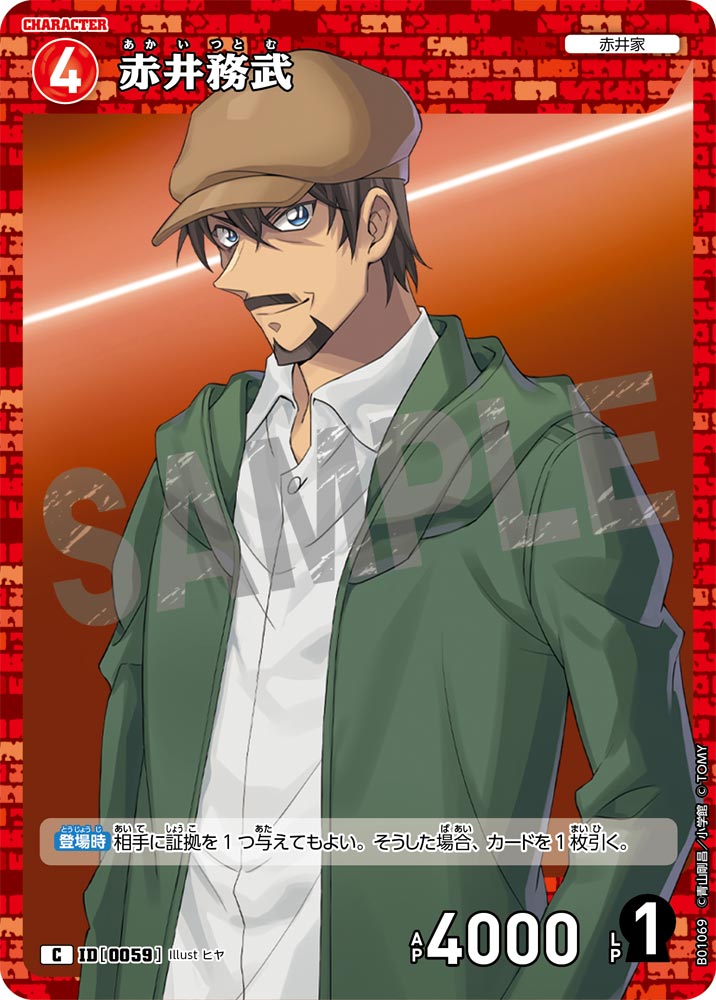 CHARACTER
4
あかいつとむ
赤井務武
赤井家
SAMPLE
とうじょうじ あいて しょうこ あた ばあい まいひ
登場時 相手に証拠を1つ与えてもよい。そうした場合、カードを1枚引く。
AP 4000 LP 1
C ID[0059] Illust ヒヤ
B01069 ©青山剛昌/小学館 © TOMY